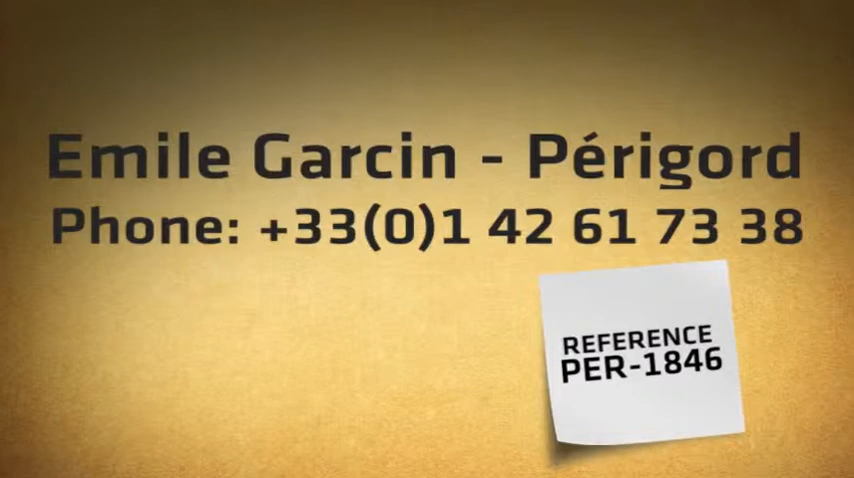 Emile Garcin - Périgord
Phone: +33(0)1 42 61 73 38
REFERENCE
PER-1846